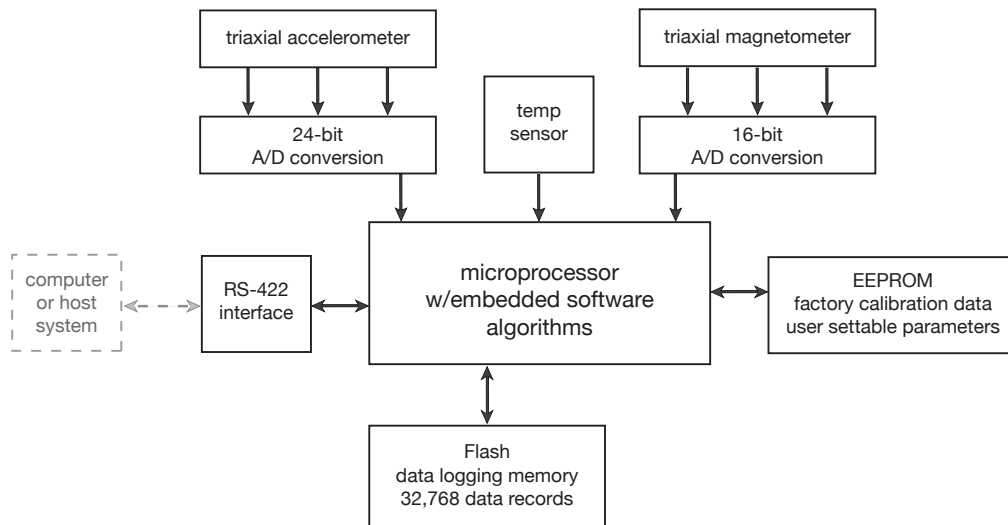 triaxial accelerometer
triaxial magnetometer
24-bit
A/D conversion
temp
sensor
16-bit
A/D conversion
computer
or host
system
RS-422
interface
microprocessor
w/embedded software
algorithms
EEPROM
factory calibration data
user settable parameters
Flash
data logging memory
32,768 data records